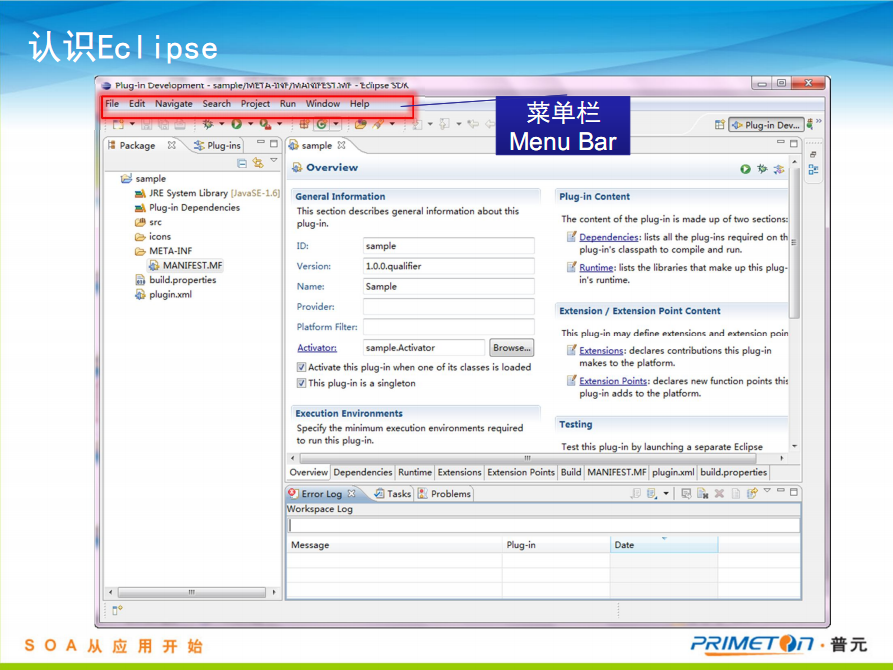 认识Eclipse
Plug-in Development - sample/META-INF/MANIFEST.MF - Eclipse SDK
File Edit Navigate Search Project Run Window Help
菜单栏
Menu Bar
Plug-in Dev...
Package
Plug-ins
sample
JRE System Library [JavaSE-1.6]
Plug-in Dependencies
src
icons
META-INF
MANIFEST.MF
build.properties
plugin.xml
sample
Overview
General Information
This section describes general information about this
plug-in.
ID: sample
Version: 1.0.0.qualifier
Name: Sample
Provider:
Platform Filter:
Activator: sample.Activator Browse...
Activate this plug-in when one of its classes is loaded
This plug-in is a singleton
Execution Environments
Specify the minimum execution environments required
to run this plug-in.
Plug-in Content
The content of the plug-in is made up of two sections:
Dependencies: lists all the plug-ins required on th
plug-in's classpath to compile and run.
Runtime: lists the libraries that make up this plug-
in's runtime.
Extension / Extension Point Content
This plug-in may define extensions and extension poin
Extensions: declares contributions this plug-in
makes to the platform.
Extension Points: declares new function points this
plug-in adds to the platform.
Testing
Test this plug-in by launching a separate Eclipse
Overview Dependencies Runtime Extensions Extension Points Build MANIFEST.MF plugin.xml build.properties
Error Log Tasks Problems
Workspace Log
Message Plug-in Date
SOA从应用开始
PRIMETON·普元